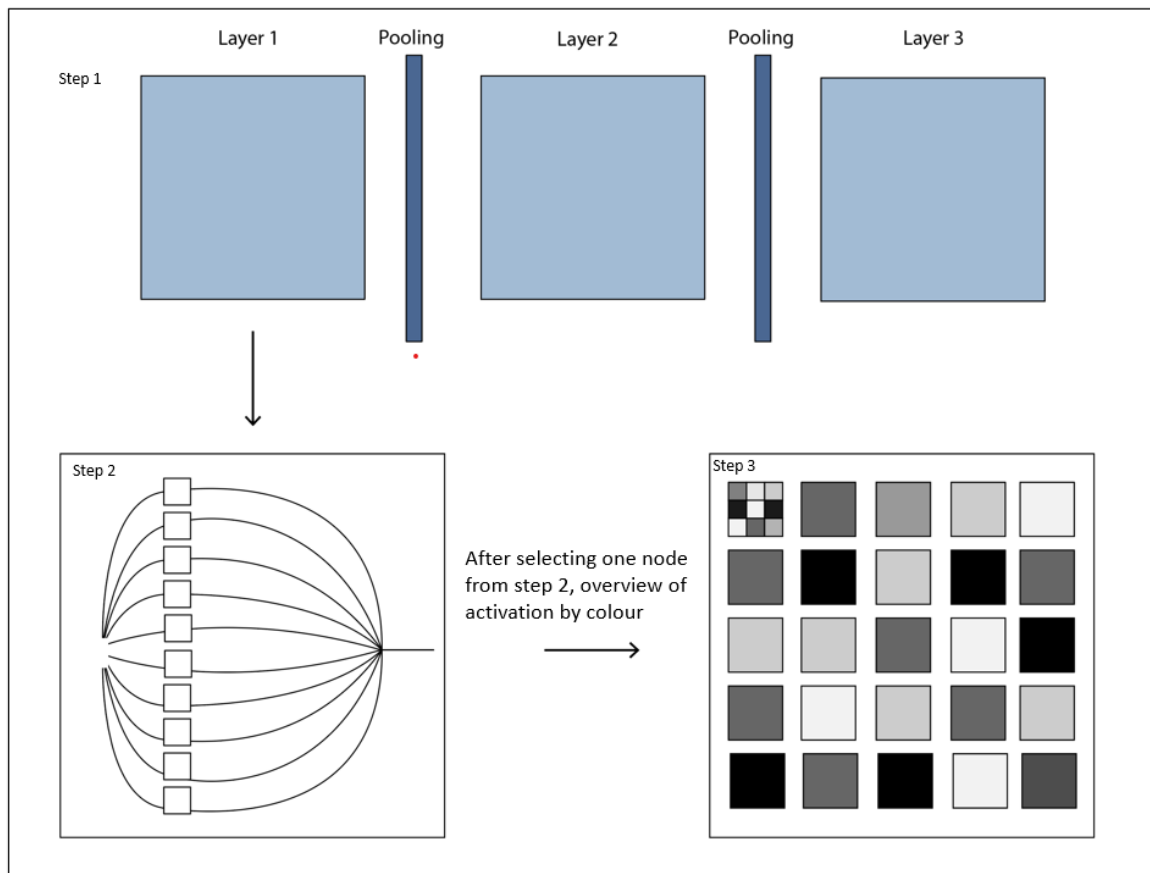 Layer 1
Pooling
Layer 2
Pooling
Layer 3
Step 1
Step 2
After selecting one node
from step 2, overview of
activation by colour
Step 3